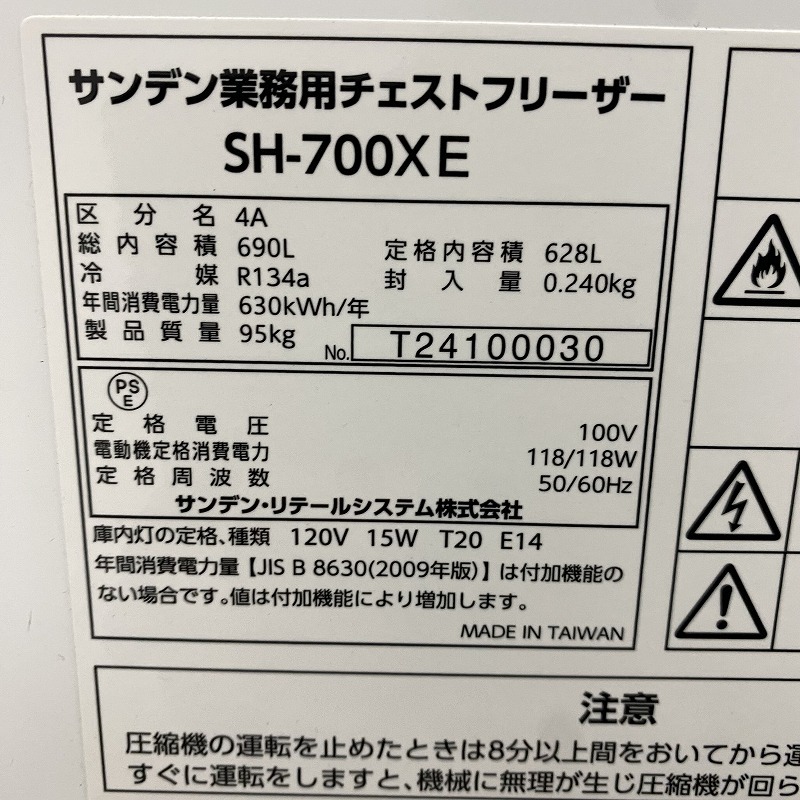 サンデン業務用チェストフリーザー
SH-700XE
区分名 4A
総内容積 690L 定格内容積 628L
冷媒 R134a 封入量 0.240kg
年間消費電力量 630kWh/年
製品質量 95kg
No. T24100030
PSE
定格電圧 100V
電動機定格消費電力 118/118W
定格周波数 50/60Hz
サンデン・リテールシステム株式会社
庫内灯の定格、種類 120V 15W T20 E14
年間消費電力量【JIS B 8630(2009年版)】は付加機能の
ない場合です。値は付加機能により増加します。
MADE IN TAIWAN
注意
圧縮機の運転を止めたときは8分以上間をおいてから運
すぐに運転をしますと、機械に無理が生じ圧縮機が回ら